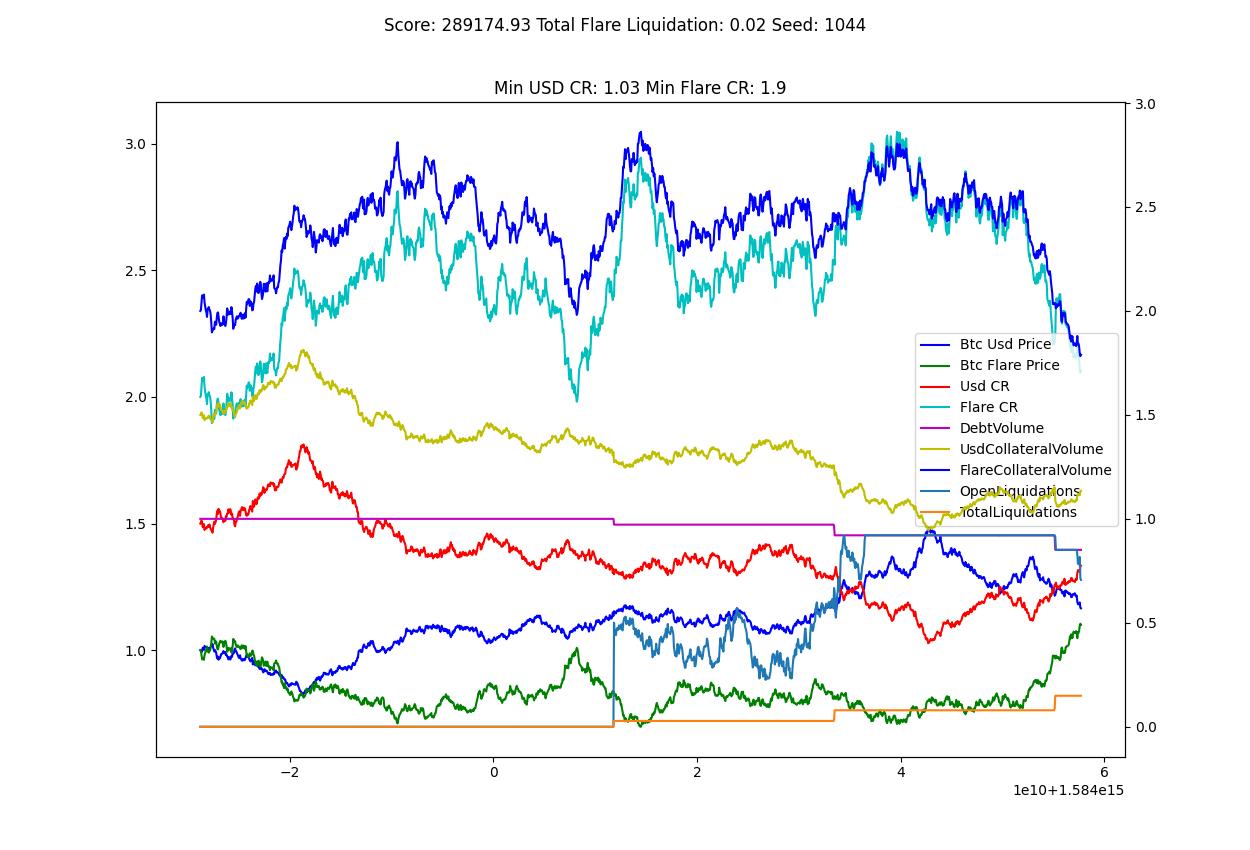 Score: 289174.93 Total Flare Liquidation: 0.02 Seed: 1044
Min USD CR: 1.03 Min Flare CR: 1.9
3.0
2.5
2.0
1.5
1.0
3.0
2.5
2.0
1.5
1.0
0.5
0.0
Btc Usd Price
Btc Flare Price
Usd CR
Flare CR
DebtVolume
UsdCollateralVolume
FlareCollateralVolume
OpenLiquidations
TotalLiquidations
−2 0 2 4 6
1e10+1.584e15